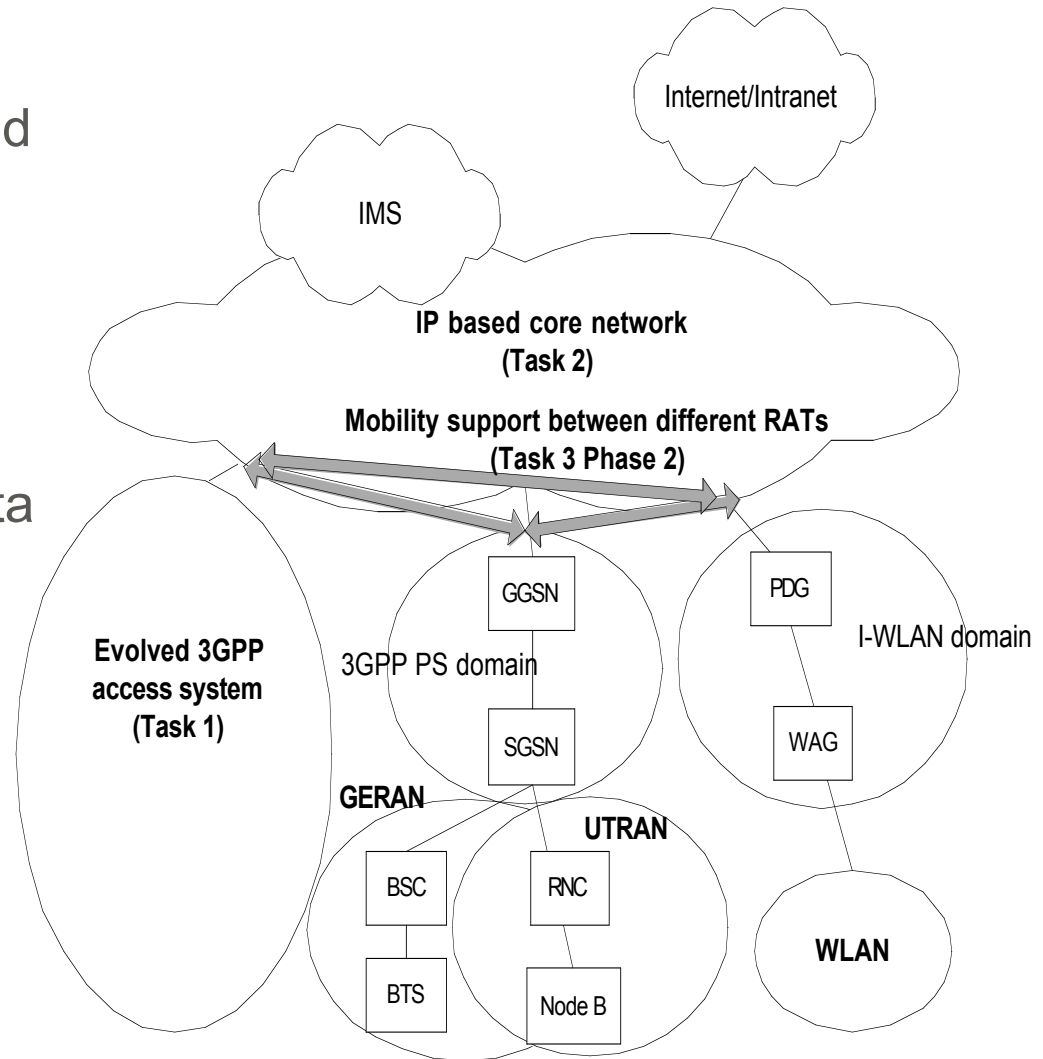 Internet/Intranet
d
IMS
IP based core network
(Task 2)
Mobility support between different RATs
(Task 3 Phase 2)
ta
GGSN
PDG
I-WLAN domain
Evolved 3GPP
access system
(Task 1)
3GPP PS domain
SGSN
WAG
GERAN
UTRAN
BSC
RNC
WLAN
BTS
Node B